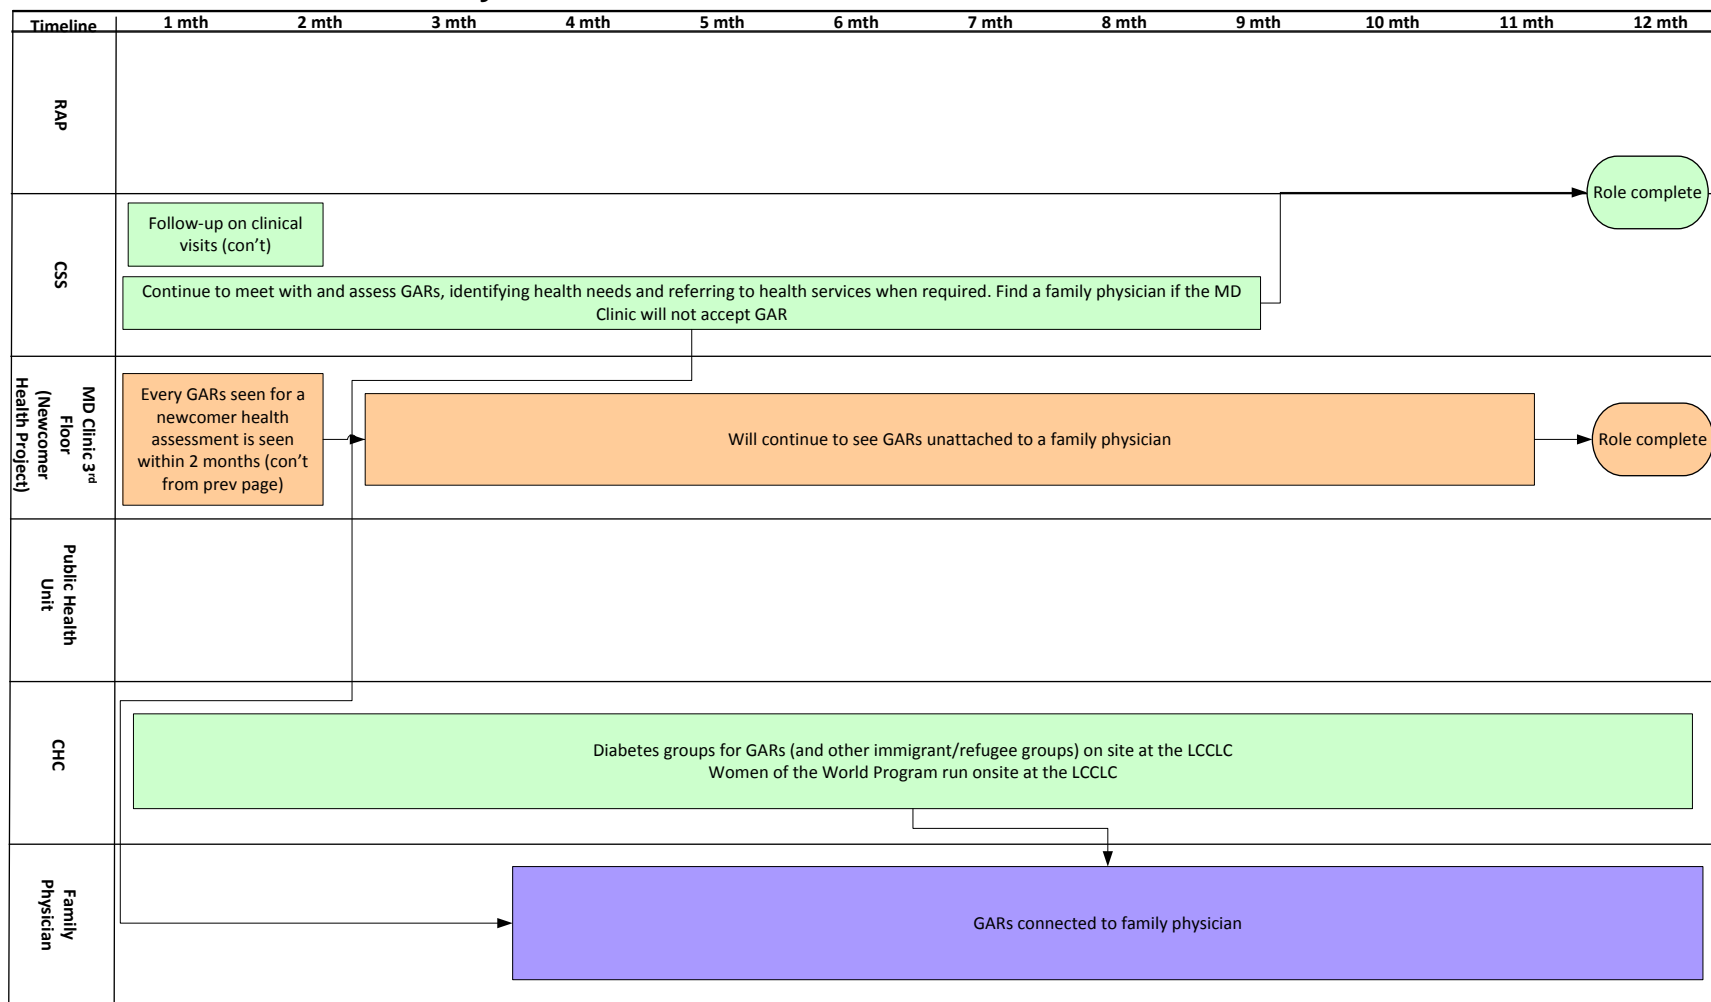 Timeline 1 mth 2 mth 3 mth 4 mth 5 mth 6 mth 7 mth 8 mth 9 mth 10 mth 11 mth 12 mth
RAP
Role complete
CSS
Follow-up on clinical
visits (con’t)
Continue to meet with and assess GARs, identifying health needs and referring to health services when required. Find a family physician if the MD
Clinic will not accept GAR
MD Clinic 3rd
Floor
(Newcomer
Health Project)
Every GARs seen for a
newcomer health
assessment is seen
within 2 months (con’t
from prev page)
Will continue to see GARs unattached to a family physician
Role complete
Public Health
Unit
CHC
Diabetes groups for GARs (and other immigrant/refugee groups) on site at the LCCLC
Women of the World Program run onsite at the LCCLC
Family
Physician
GARs connected to family physician